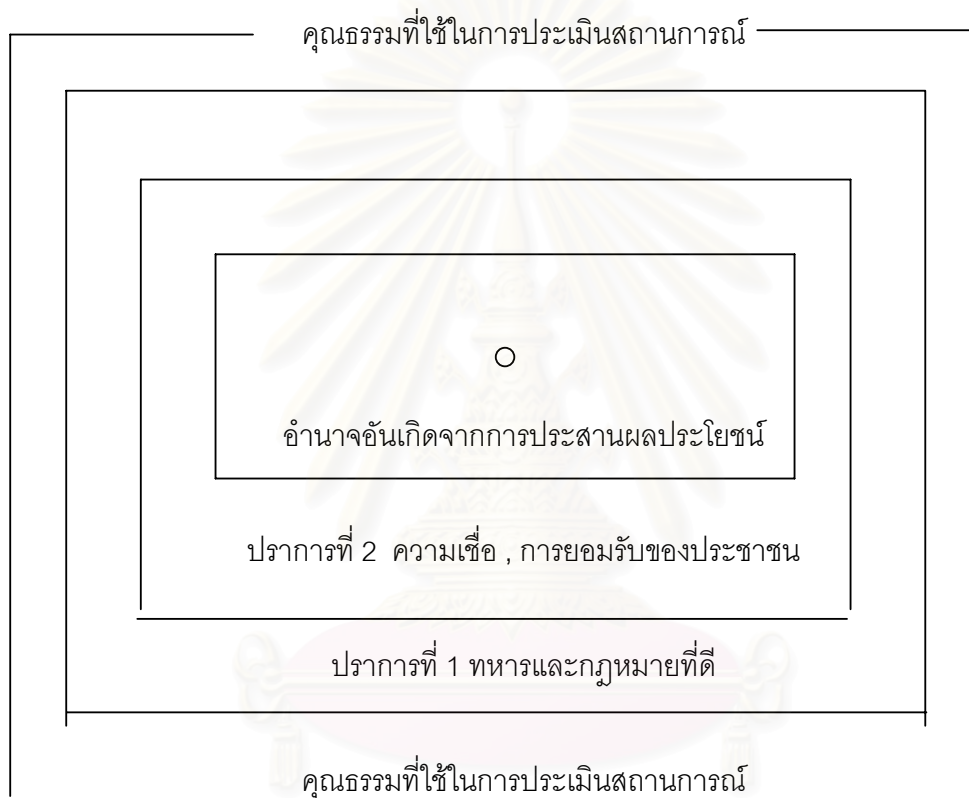 คุณธรรมที่ใช้ในการประเมินสถานการณ์
อำนาจอันเกิดจากการประสานผลประโยชน์
ปราการที่ 2 ความเชื่อ , การยอมรับของประชาชน
ปราการที่ 1 ทหารและกฎหมายที่ดี
คุณธรรมที่ใช้ในการประเมินสถานการณ์